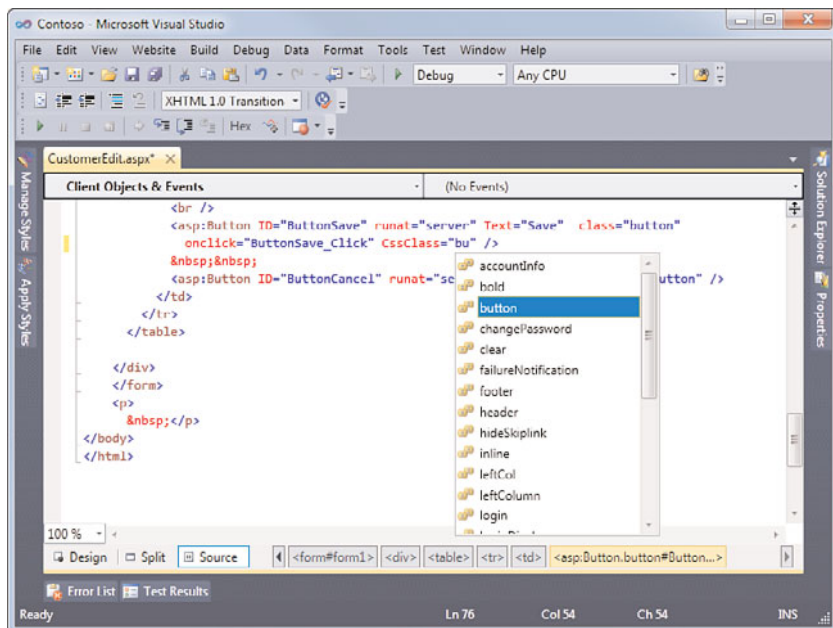 Contoso - Microsoft Visual Studio
File Edit View Website Build Debug Data Format Tools Test Window Help
Debug Any CPU
XHTML 1.0 Transition
Hex
CustomerEdit.aspx*
Client Objects & Events (No Events)
Manage Styles
Apply Styles
Solution Explorer
Properties
<br />
<asp:Button ID="ButtonSave" runat="server" Text="Save" class="button"
onclick="ButtonSave_Click" CssClass="bu" />
&nbsp;&nbsp;
<asp:Button ID="ButtonCancel" runat="se utton" />
</td>
</tr>
</table>
</div>
</form>
<p>
&nbsp;</p>
</body>
</html>
accountInfo
bold
button
changePassword
clear
failureNotification
footer
header
hideSkiplink
inline
leftCol
leftColumn
login
100 %
Design Split Source <form#form1> <div> <table> <tr> <td> <asp:Button.button#Button...>
Error List Test Results
Ready Ln 76 Col 54 Ch 54 INS